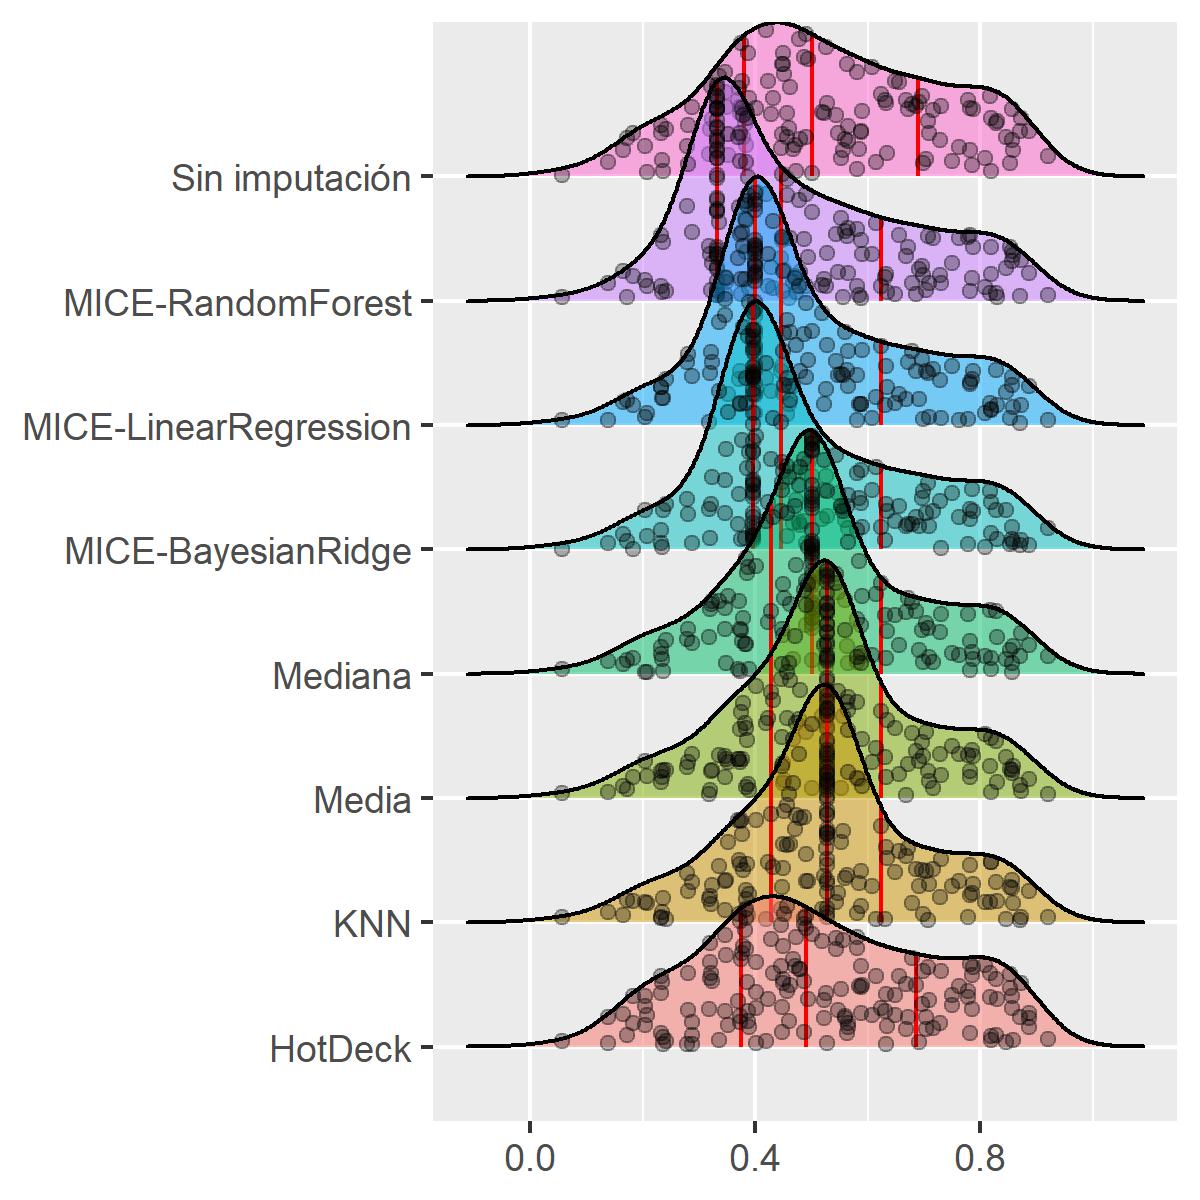 Sin imputación
MICE-RandomForest
MICE-LinearRegression
MICE-BayesianRidge
Mediana
Media
KNN
HotDeck
0.0 0.4 0.8